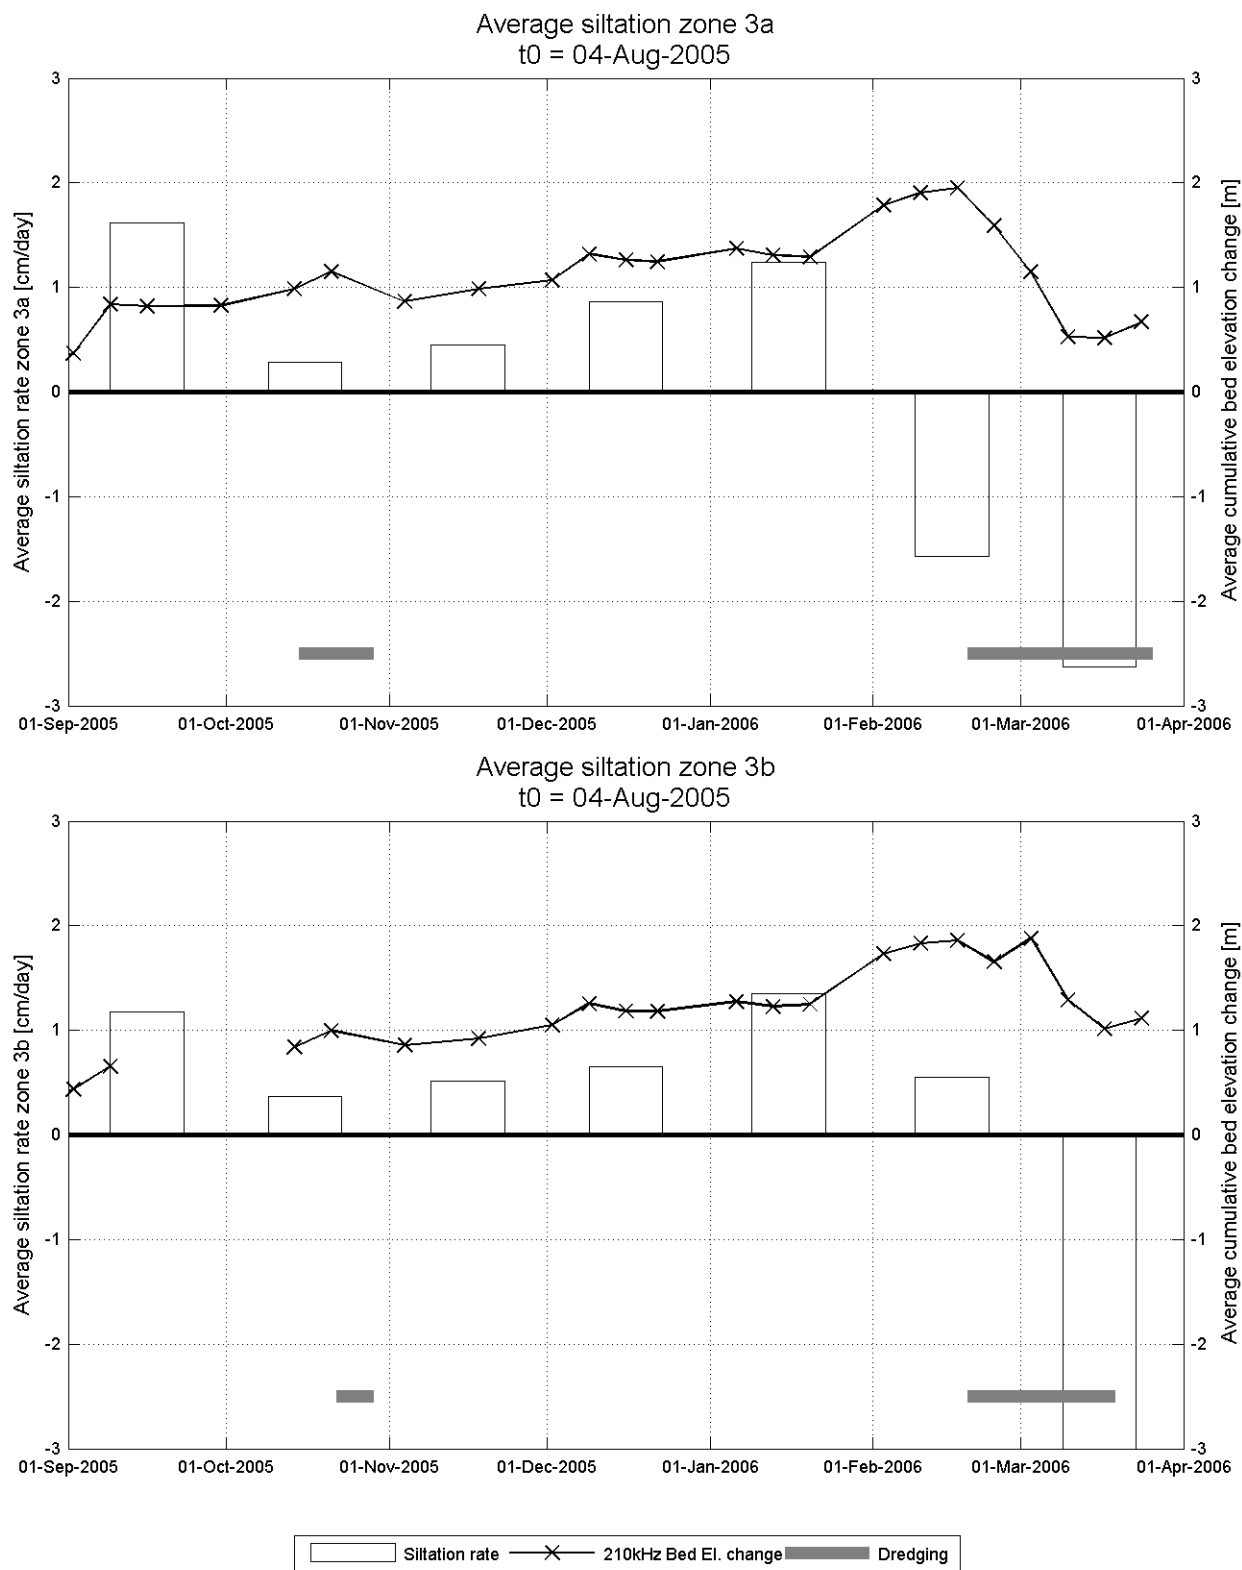 Average siltation zone 3a
t0 = 04-Aug-2005
3
2
1
0
-1
-2
-3
Average siltation rate zone 3a [cm/day]
3
2
1
0
-1
-2
-3
Average cumulative bed elevation change [m]
01-Sep-2005 01-Oct-2005 01-Nov-2005 01-Dec-2005 01-Jan-2006 01-Feb-2006 01-Mar-2006 01-Apr-2006
Average siltation zone 3b
t0 = 04-Aug-2005
3
2
1
0
-1
-2
-3
Average siltation rate zone 3b [cm/day]
3
2
1
0
-1
-2
-3
Average cumulative bed elevation change [m]
01-Sep-2005 01-Oct-2005 01-Nov-2005 01-Dec-2005 01-Jan-2006 01-Feb-2006 01-Mar-2006 01-Apr-2006
Siltation rate 210kHz Bed El. change Dredging